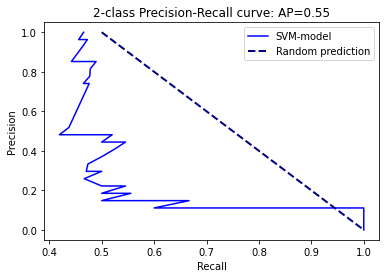 2-class Precision-Recall curve: AP=0.55
SVM-model
Random prediction
Precision
1.0
0.8
0.6
0.4
0.2
0.0
0.4 0.5 0.6 0.7 0.8 0.9 1.0
Recall